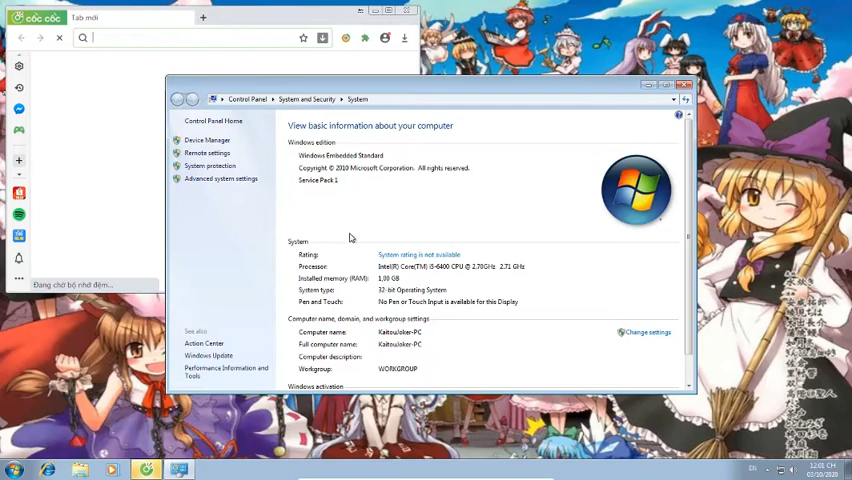 cốc cốc
Tab mới
Đang chờ bộ nhớ đệm...
Control Panel
System and Security
System
Control Panel Home
Device Manager
Remote settings
System protection
Advanced system settings
See also
Action Center
Windows Update
Performance Information and
Tools
View basic information about your computer
Windows edition
Windows Embedded Standard
Copyright © 2010 Microsoft Corporation. All rights reserved.
Service Pack 1
System
Rating: System rating is not available
Processor: Intel(R) Core(TM) i5-6400 CPU @ 2.70GHz 2.71 GHz
Installed memory (RAM): 1,00 GB
System type: 32-bit Operating System
Pen and Touch: No Pen or Touch Input is available for this Display
Computer name, domain, and workgroup settings
Computer name: KaitouJoker-PC
Change settings
Full computer name: KaitouJoker-PC
Computer description:
Workgroup: WORKGROUP
Windows activation
EN
12:01 CH
03/10/2020